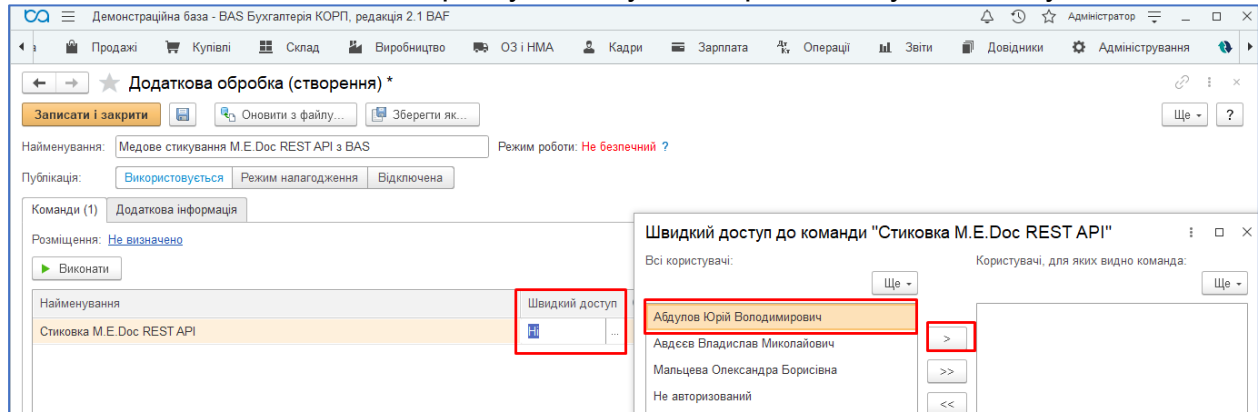 Демонстраційна база - BAS Бухгалтерія КОРП, редакція 2.1 BAF
Адміністратор
Продажі Купівлі Склад Виробництво ОЗ і НМА Кадри Зарплата Операції Звіти Довідники Адміністрування
Додаткова обробка (створення) *
Записати і закрити Оновити з файлу... Зберегти як... Ще ?
Найменування: Медове стикування M.E.Doc REST API з BAS Режим роботи: Не безпечний ?
Публікація: Використовується Режим налагодження Відключена
Команди (1) Додаткова інформація
Розміщення: Не визначено
Виконати
Найменування Швидкий доступ
Стиковка M.E.Doc REST API Ні ...
Швидкий доступ до команди "Стиковка M.E.Doc REST API"
Всі користувачі: Користувачі, для яких видно команда:
Ще Ще
Абдулов Юрій Володимирович
>
Авдєєв Владислав Миколайович
Мальцева Олександра Борисівна
>>
Не авторизований
<<